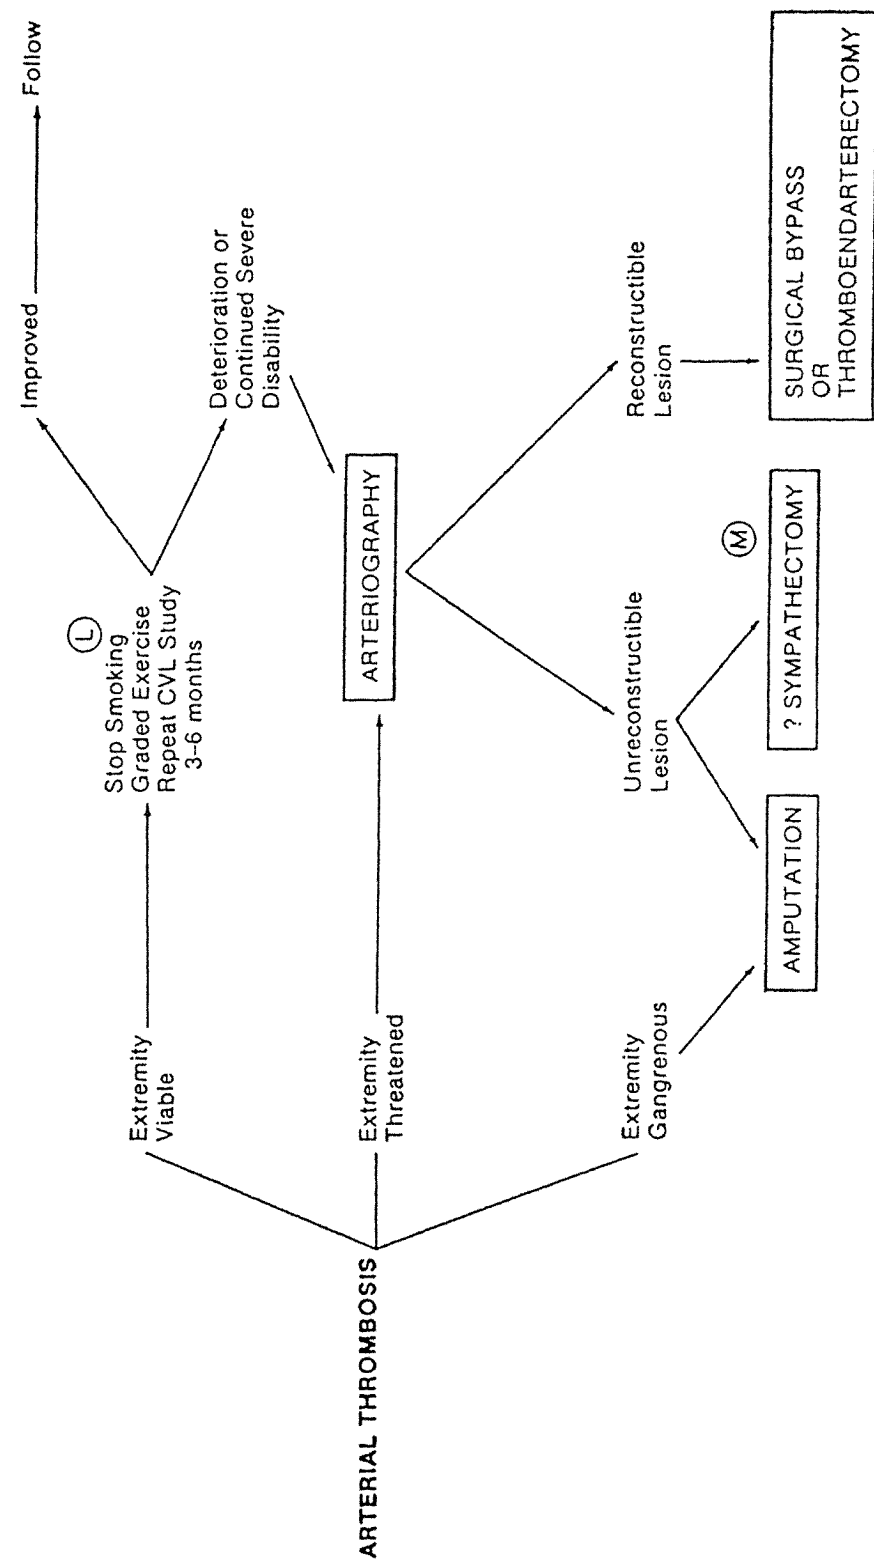 ARTERIAL THROMBOSIS
Extremity
Viable
Ⓛ
Stop Smoking
Graded Exercise
Repeat CVL Study
3–6 months
Improved
Follow
Deterioration or
Continued Severe
Disability
Extremity
Threatened
ARTERIOGRAPHY
Extremity
Gangrenous
Unreconstructible
Lesion
Reconstructible
Lesion
AMPUTATION
Ⓜ
? SYMPATHECTOMY
SURGICAL BYPASS
OR
THROMBOENDARTERECTOMY